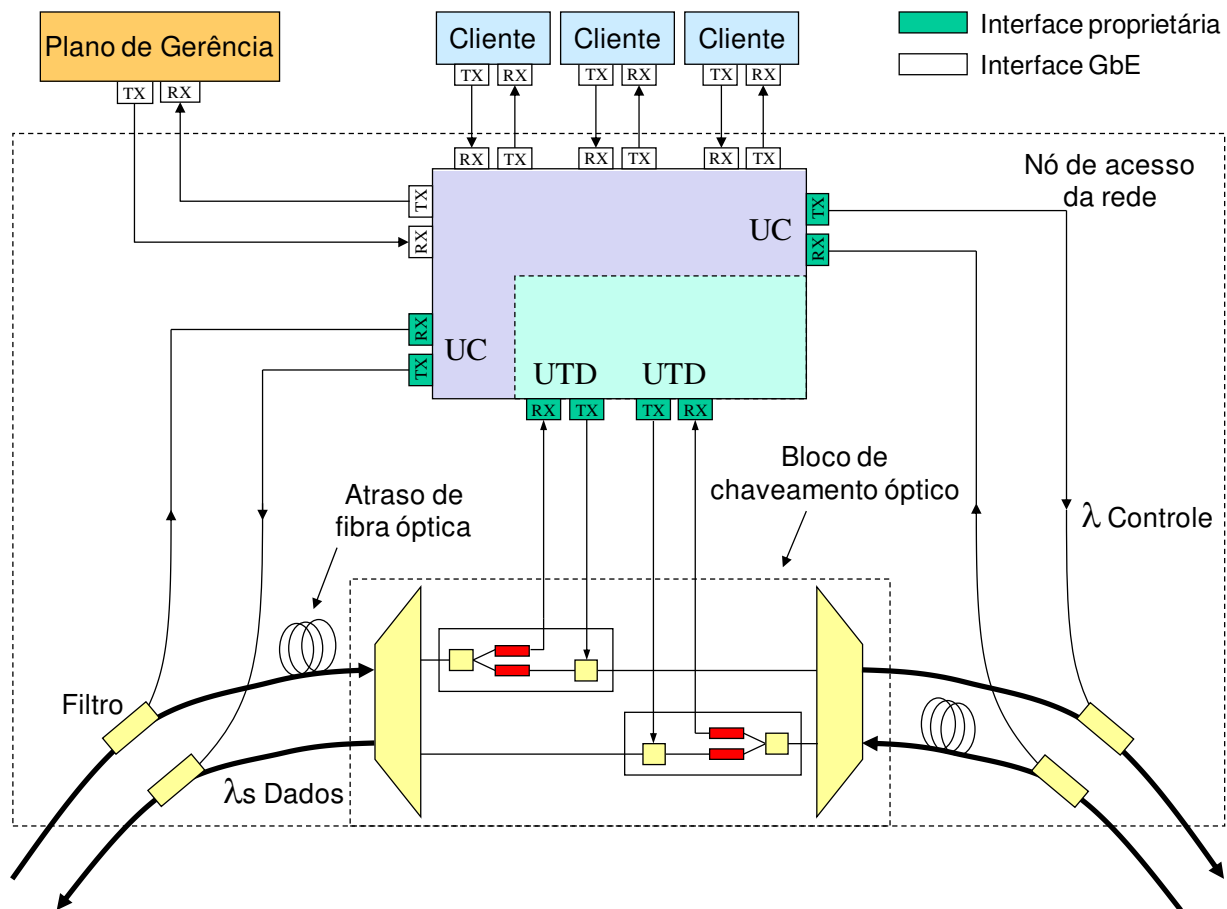 Plano de Gerência
TX
RX
Cliente
Cliente
Cliente
TX
RX
TX
RX
TX
RX
Interface proprietária
Interface GbE
RX
TX
RX
TX
RX
TX
Nó de acesso
da rede
TX
RX
UC
TX
RX
RX
TX
UC
UTD
UTD
RX
TX
TX
RX
Bloco de
chaveamento óptico
Atraso de
fibra óptica
λ Controle
Filtro
λs Dados